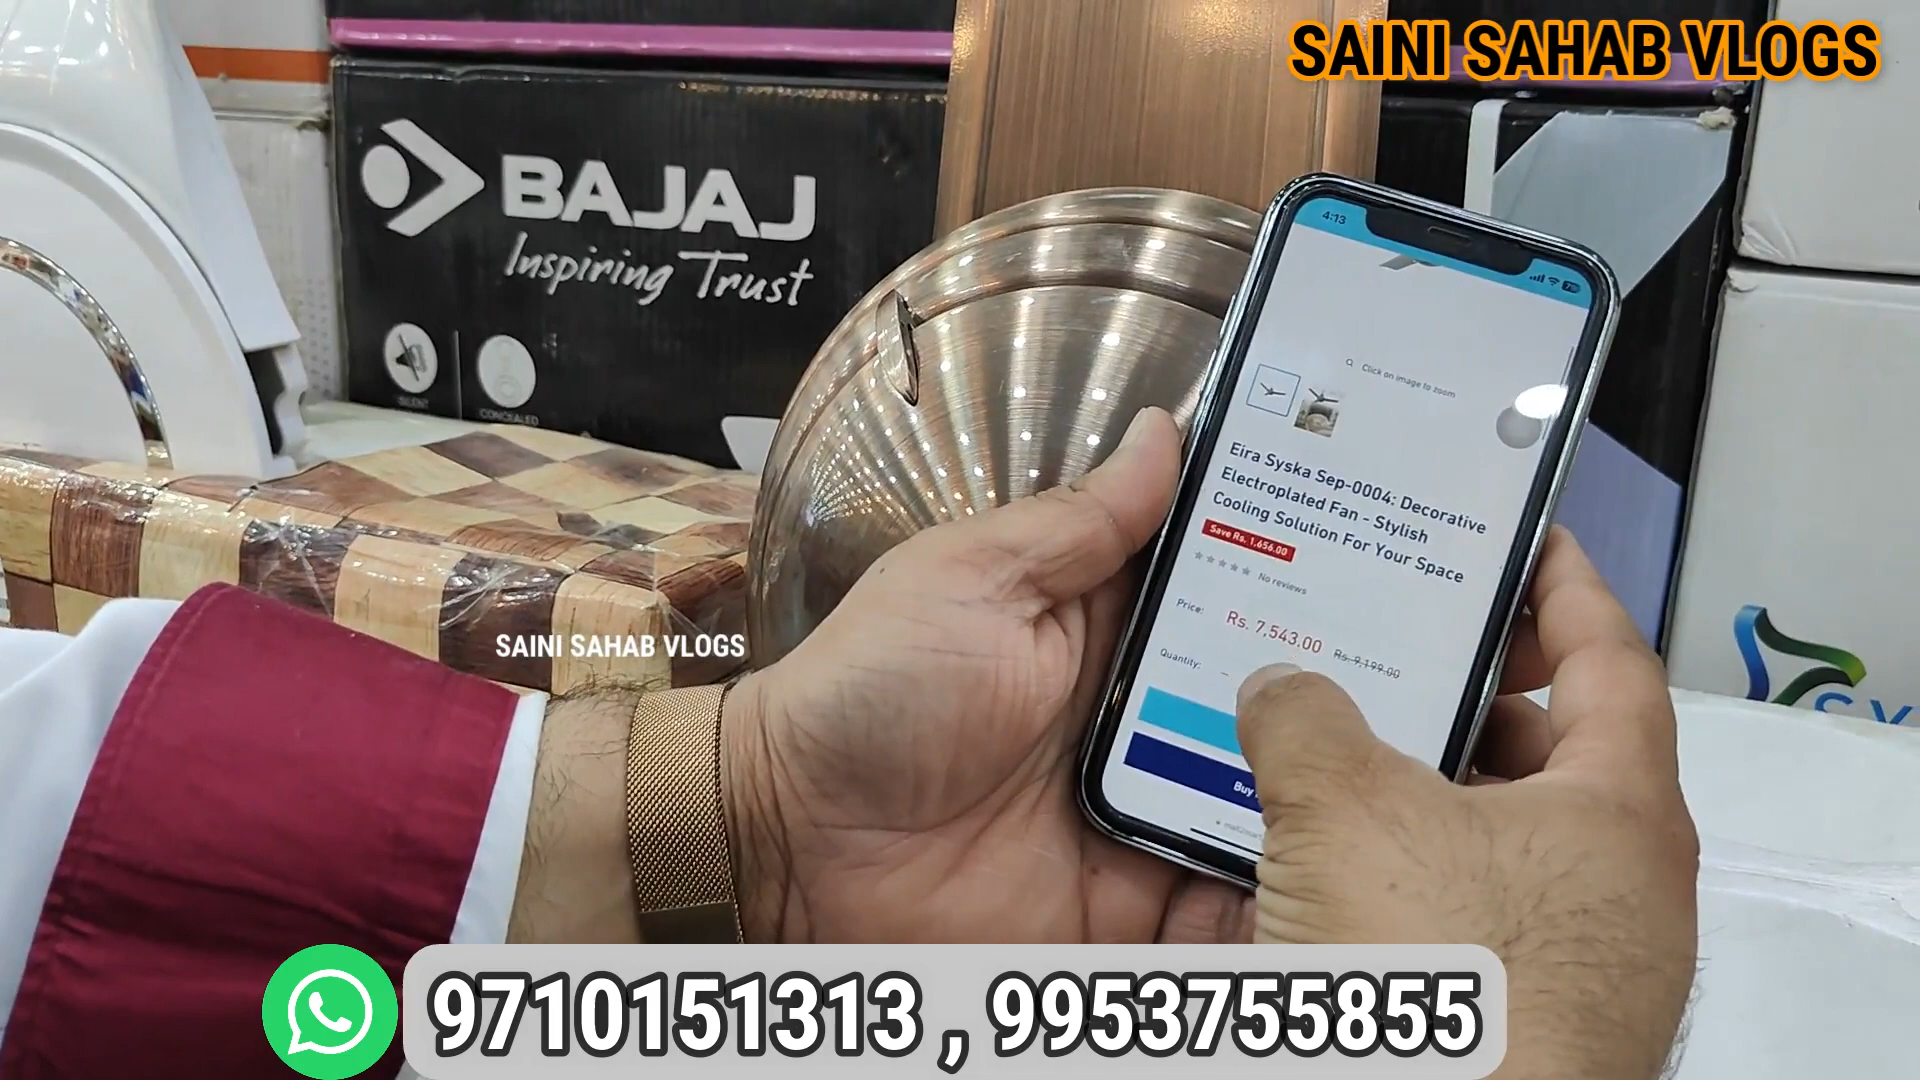 SAINI SAHAB VLOGS
BAJAJ
Inspiring Trust
SILENT
CONCEALED
4:13
Click on image to zoom
Eira Syska Sep-0004: Decorative
Electroplated Fan - Stylish
Cooling Solution For Your Space
Save Rs. 1,656.00
No reviews
Price: Rs. 7,543.00 Rs. 9,199.00
Quantity: -
Buy
SAINI SAHAB VLOGS
9710151313 , 9953755855